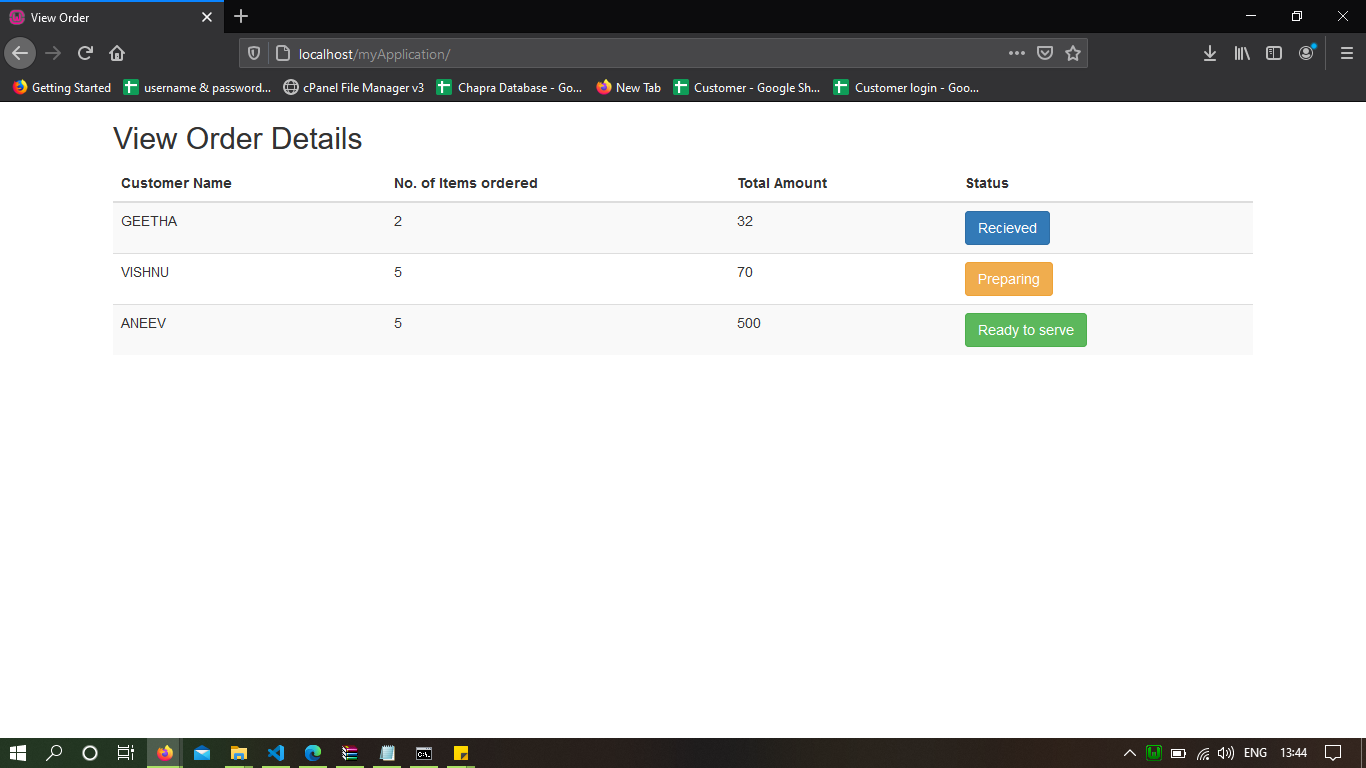 View Order
localhost/myApplication/
Getting Started username & password... cPanel File Manager v3 Chapra Database - Go... New Tab Customer - Google Sh... Customer login - Goo...
View Order Details
Customer Name No. of Items ordered Total Amount Status
GEETHA 2 32 Recieved
VISHNU 5 70 Preparing
ANEEV 5 500 Ready to serve
ENG 13:44